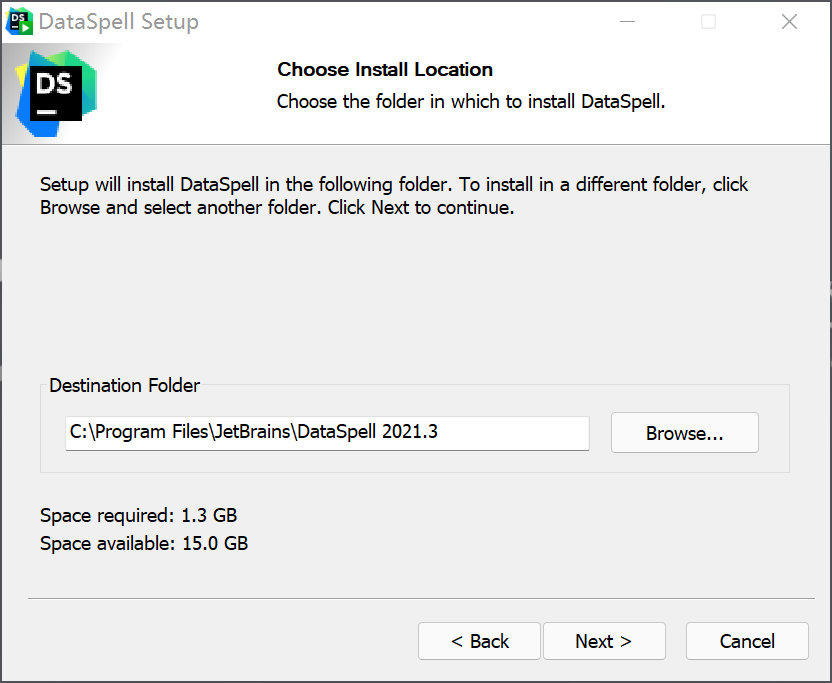 DS
DataSpell Setup
DS
Choose Install Location
Choose the folder in which to install DataSpell.
Setup will install DataSpell in the following folder. To install in a different folder, click
Browse and select another folder. Click Next to continue.
Destination Folder
C:\Program Files\JetBrains\DataSpell 2021.3
Browse...
Space required: 1.3 GB
Space available: 15.0 GB
< Back
Next >
Cancel